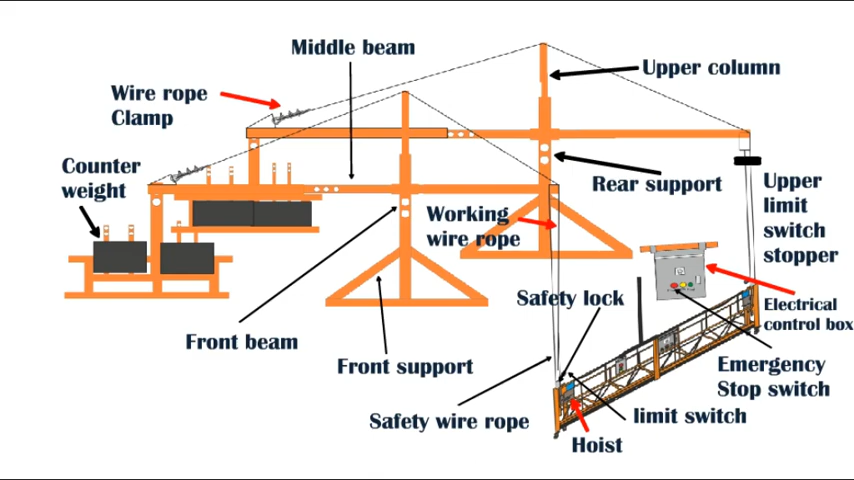 Middle beam
Upper column
Wire rope
Clamp
Counter
weight
Rear support
Upper
limit
switch
stopper
Working
wire rope
Safety lock
Electrical
control box
Front beam
Front support
Emergency
Stop switch
Safety wire rope
limit switch
Hoist